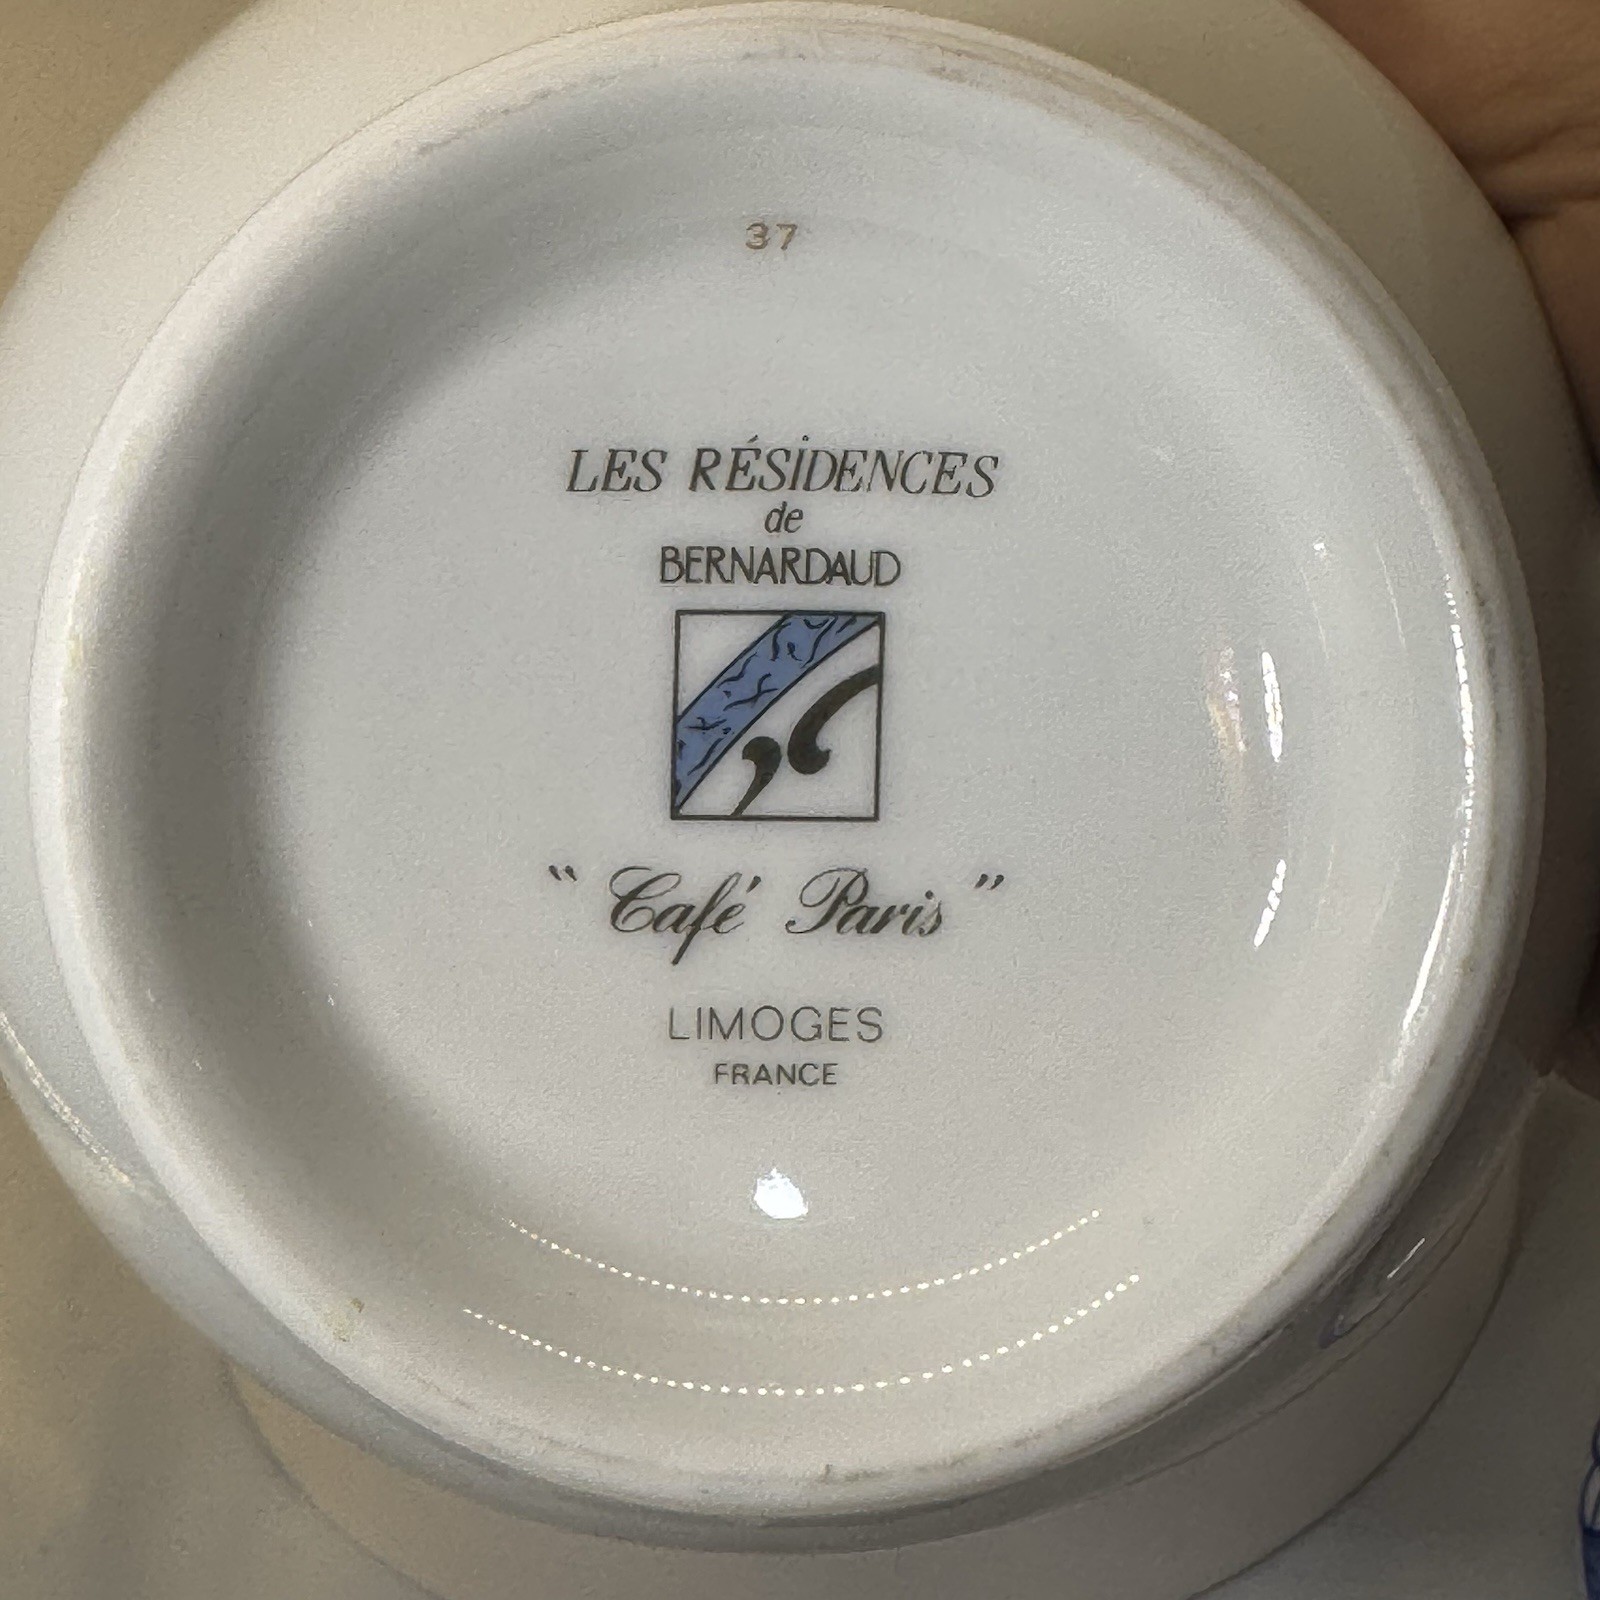 37
LES RÉSIDENCES
de
BERNARDAUD
" Café Paris "
LIMOGES
FRANCE